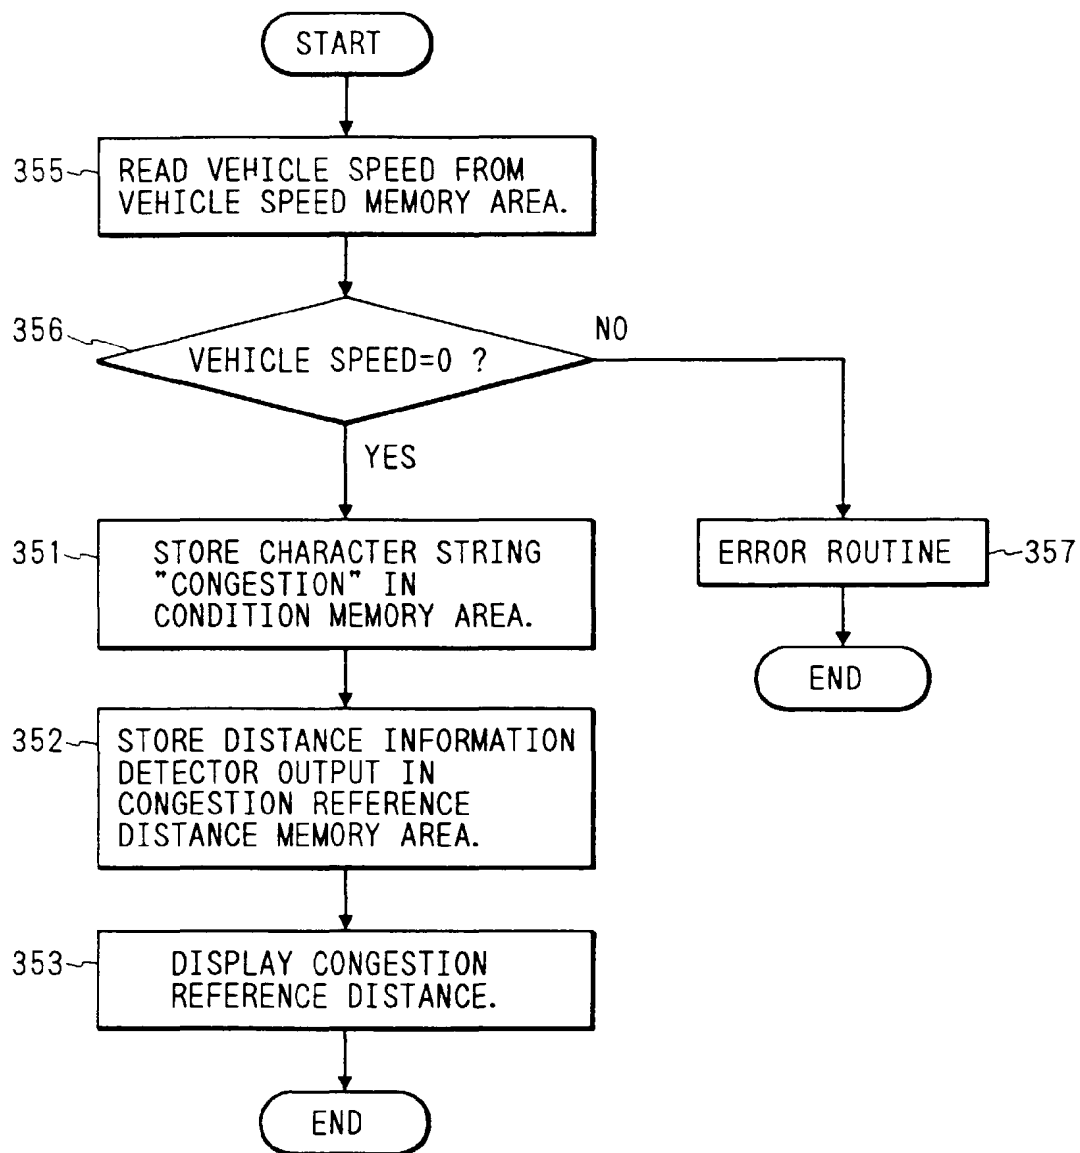 START
355
READ VEHICLE SPEED FROM
VEHICLE SPEED MEMORY AREA.
356
VEHICLE SPEED=0 ?
NO
YES
351
STORE CHARACTER STRING
"CONGESTION" IN
CONDITION MEMORY AREA.
ERROR ROUTINE
357
END
352
STORE DISTANCE INFORMATION
DETECTOR OUTPUT IN
CONGESTION REFERENCE
DISTANCE MEMORY AREA.
353
DISPLAY CONGESTION
REFERENCE DISTANCE.
END